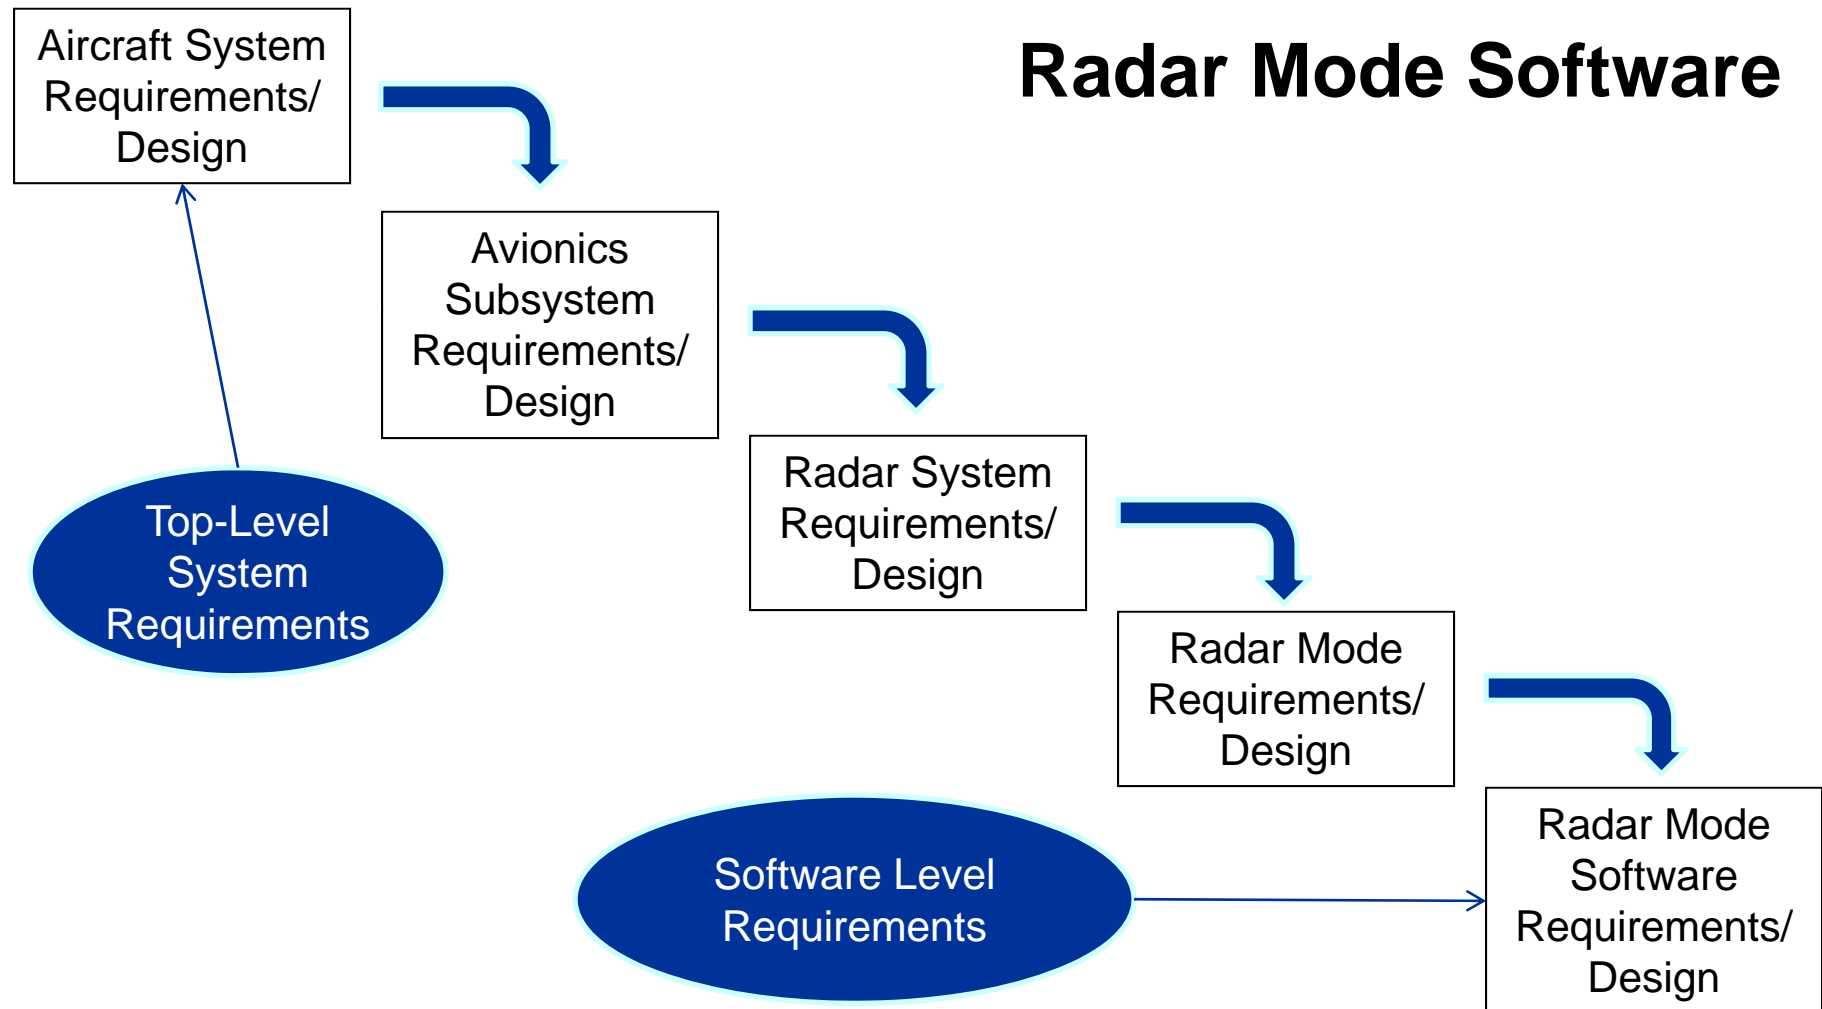 Radar Mode Software
Aircraft System
Requirements/
Design
Avionics
Subsystem
Requirements/
Design
Radar System
Requirements/
Design
Top-Level
System
Requirements
Radar Mode
Requirements/
Design
Software Level
Requirements
Radar Mode
Software
Requirements/
Design